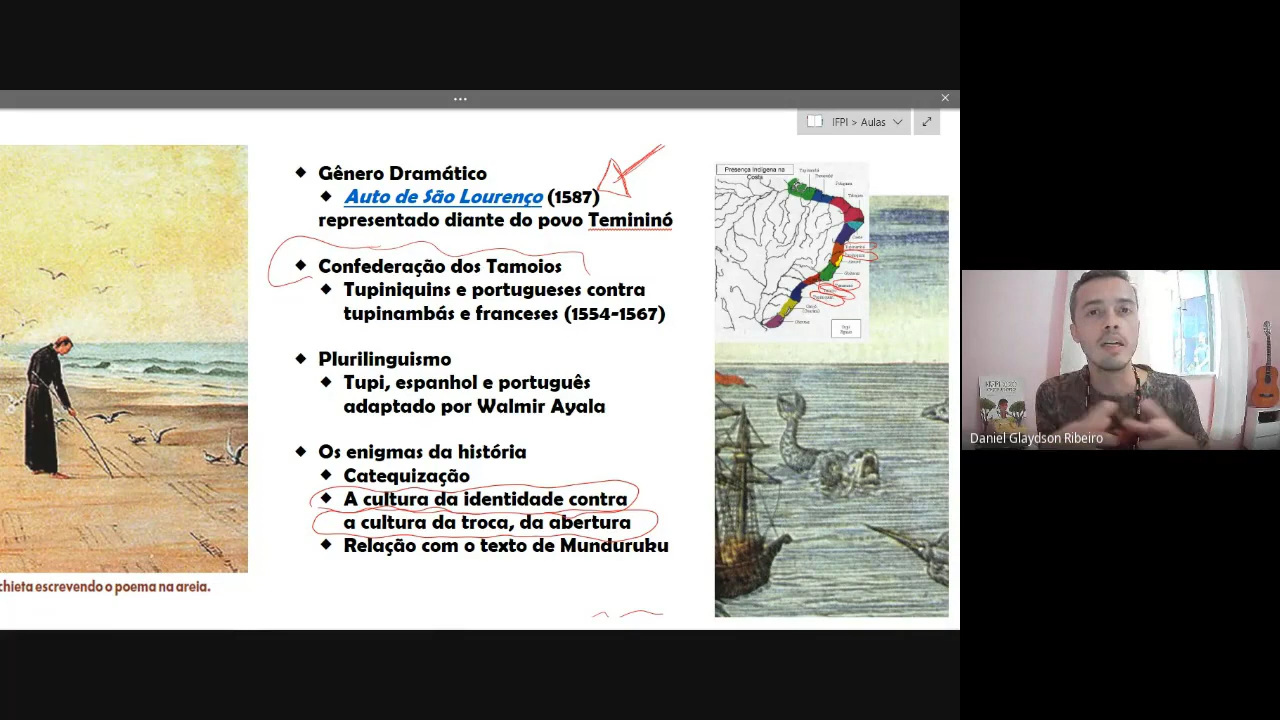 IFPI > Aulas
◆ Gênero Dramático
◆ Auto de São Lourenço (1587)
representado diante do povo Temininó
◆ Confederação dos Tamoios
◆ Tupiniquins e portugueses contra
tupinambás e franceses (1554-1567)
◆ Plurilinguismo
◆ Tupi, espanhol e português
adaptado por Walmir Ayala
◆ Os enigmas da história
◆ Catequização
◆ A cultura da identidade contra
a cultura da troca, da abertura
◆ Relação com o texto de Munduruku
chieta escrevendo o poema na areia.
Presença Indígena na
Costa
Daniel Glaydson Ribeiro